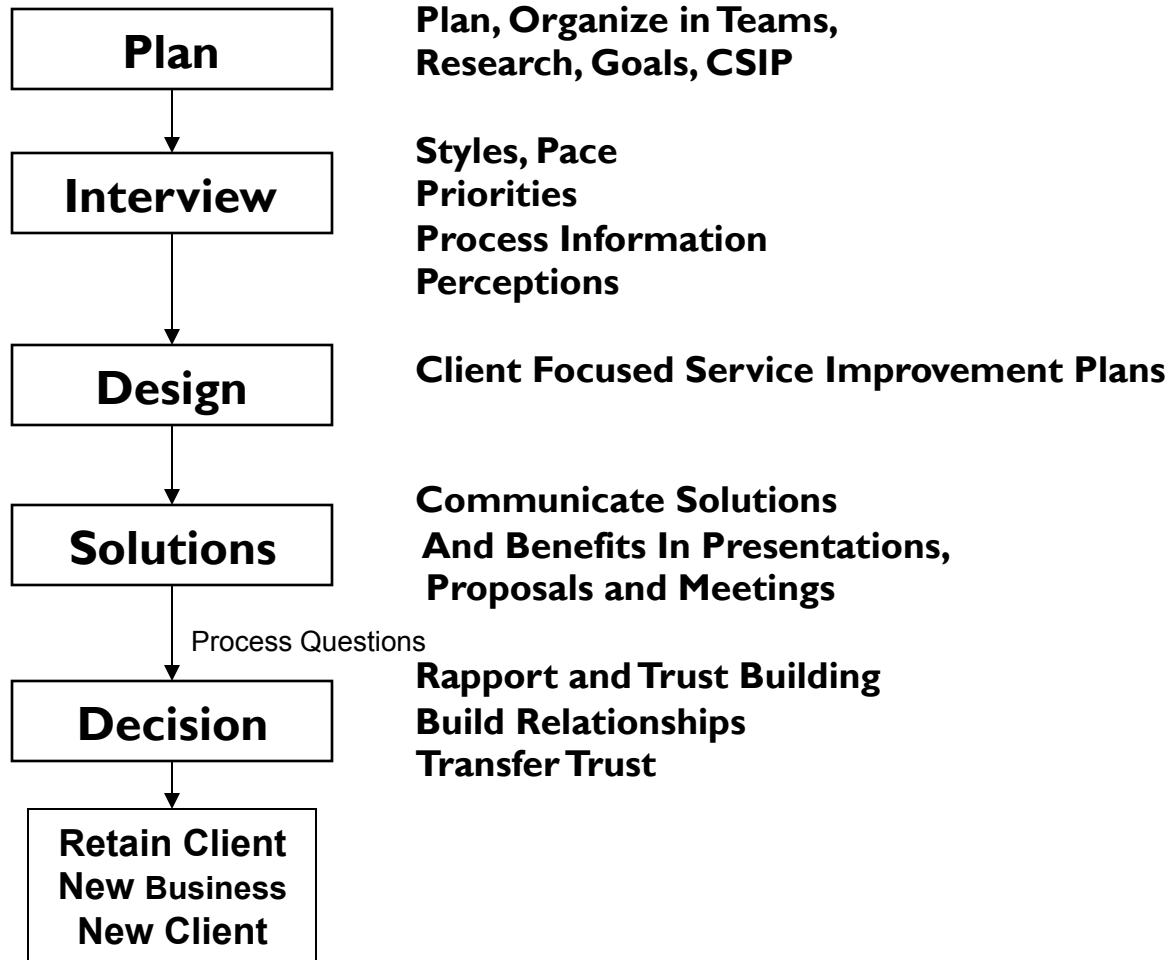 Plan
Plan, Organize in Teams,
Research, Goals, CSIP
Interview
Styles, Pace
Priorities
Process Information
Perceptions
Design
Client Focused Service Improvement Plans
Solutions
Communicate Solutions
And Benefits In Presentations,
Proposals and Meetings
Process Questions
Decision
Rapport and Trust Building
Build Relationships
Transfer Trust
Retain Client
New Business
New Client